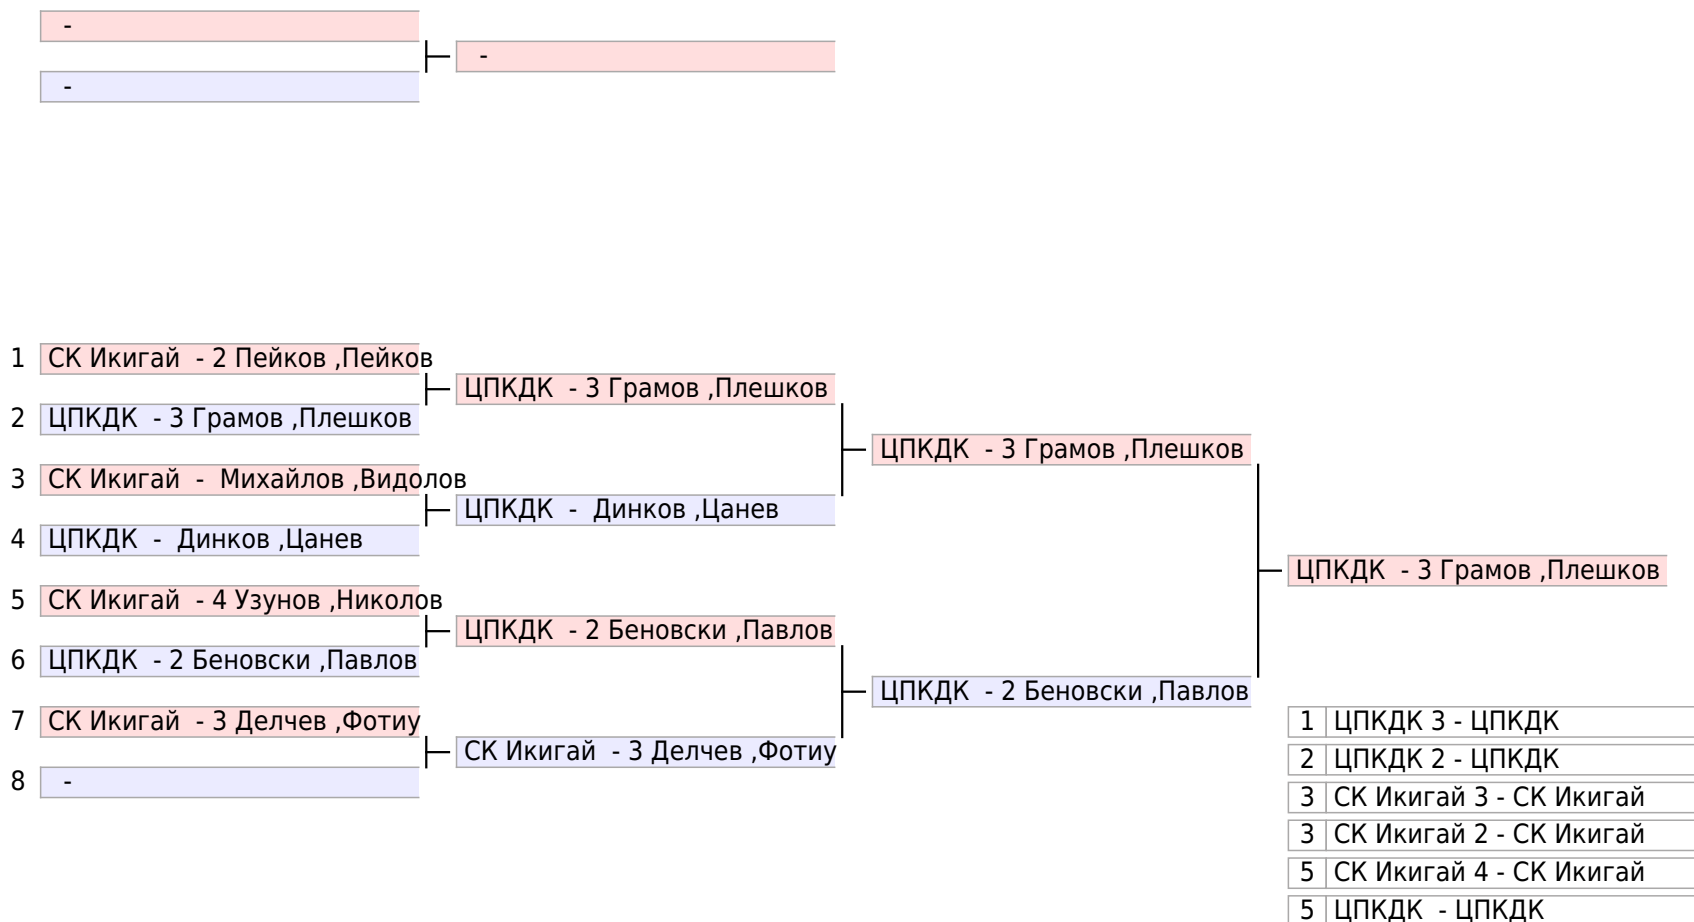 -
-
-
1 СК Икигай - 2 Пейков ,Пейков
ЦПКДК - 3 Грамов ,Плешков
2 ЦПКДК - 3 Грамов ,Плешков
ЦПКДК - 3 Грамов ,Плешков
3 СК Икигай - Михайлов ,Видолов
ЦПКДК - Динков ,Цанев
4 ЦПКДК - Динков ,Цанев
ЦПКДК - 3 Грамов ,Плешков
5 СК Икигай - 4 Узунов ,Николов
ЦПКДК - 2 Беновски ,Павлов
6 ЦПКДК - 2 Беновски ,Павлов
ЦПКДК - 2 Беновски ,Павлов
7 СК Икигай - 3 Делчев ,Фотиу
СК Икигай - 3 Делчев ,Фотиу
8 -
1 ЦПКДК 3 - ЦПКДК
2 ЦПКДК 2 - ЦПКДК
3 СК Икигай 3 - СК Икигай
3 СК Икигай 2 - СК Икигай
5 СК Икигай 4 - СК Икигай
5 ЦПКДК - ЦПКДК